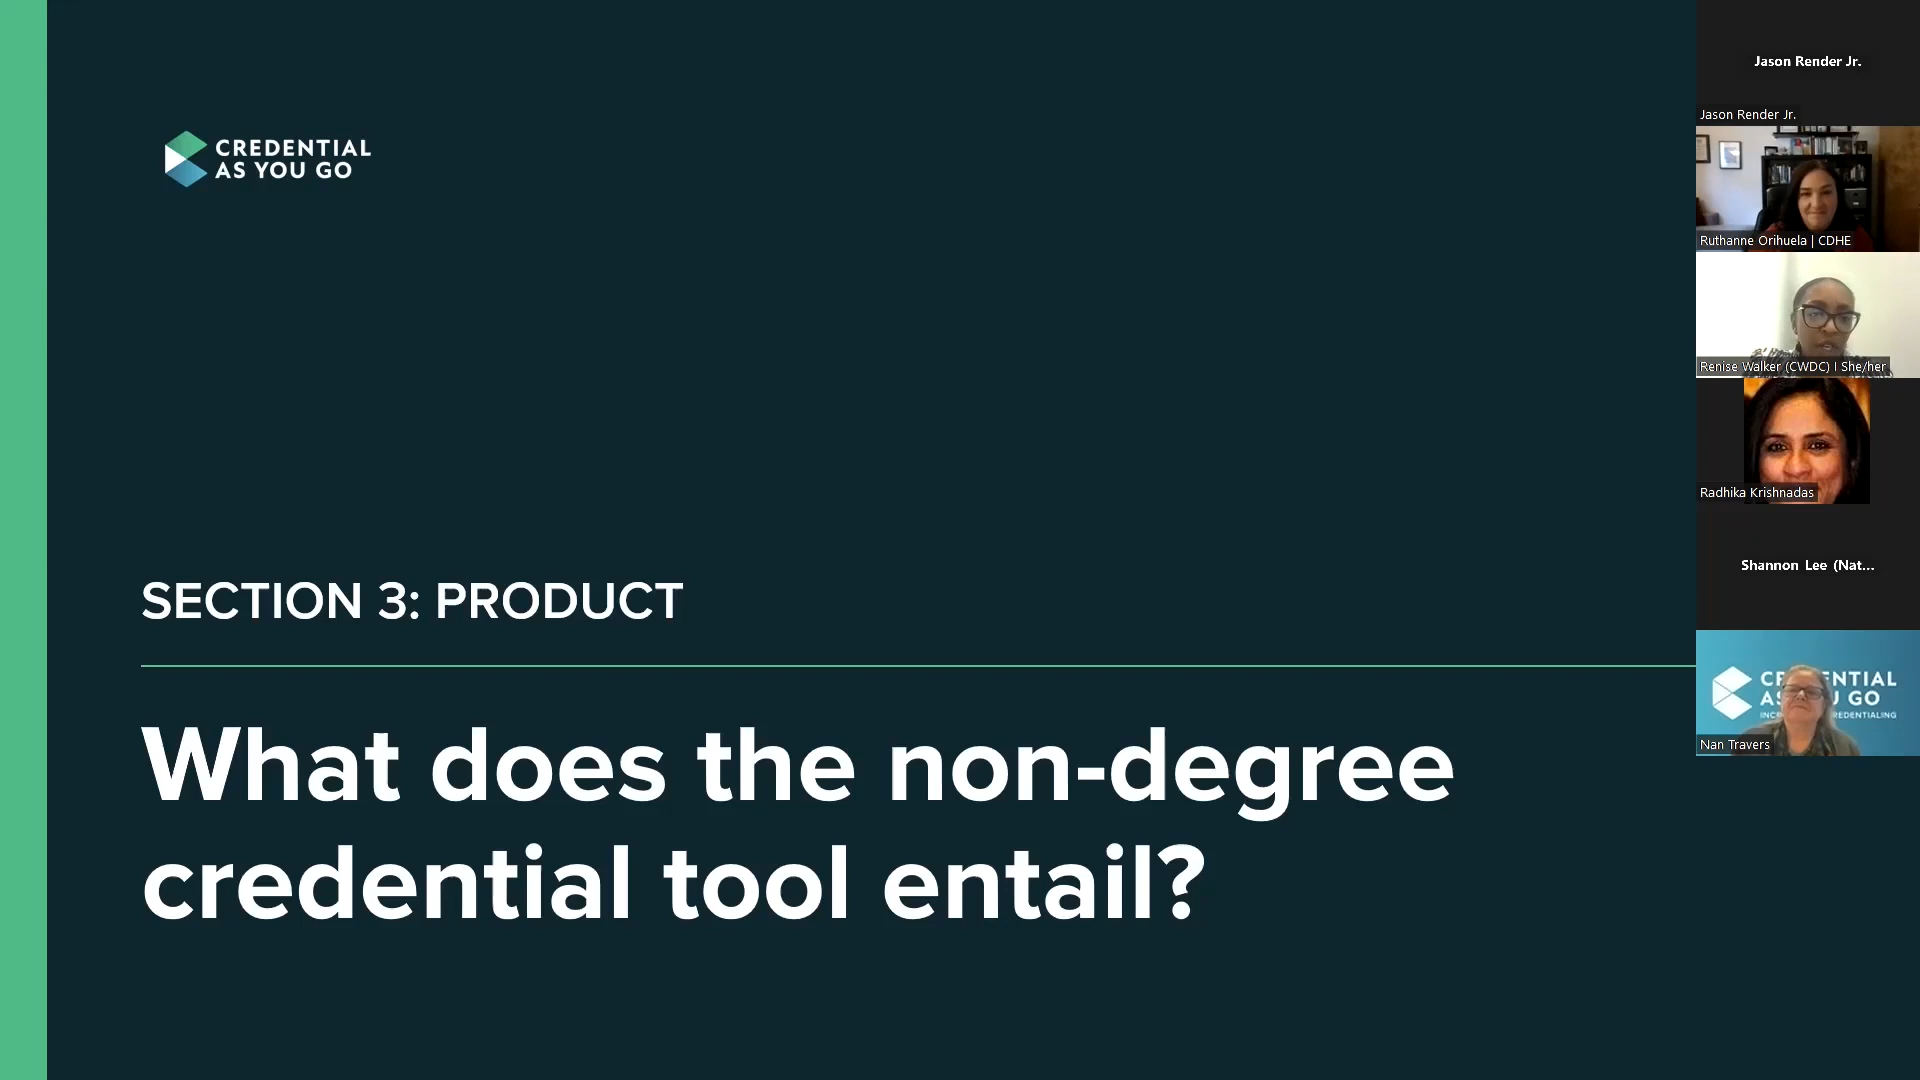 CREDENTIAL
AS YOU GO
SECTION 3: PRODUCT
What does the non-degree
credential tool entail?
Jason Render Jr.
Jason Render Jr.
Ruthanne Orihuela | CDHE
Renise Walker (CWDC) I She/her
Radhika Krishnadas
Shannon Lee (Nat...
Nan Travers